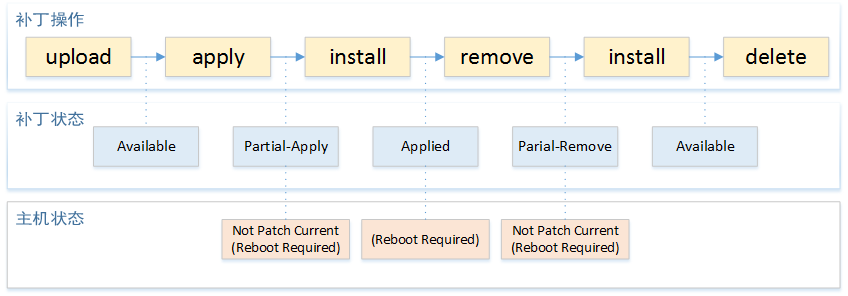 补丁操作
upload
apply
install
remove
install
delete
补丁状态
Available
Partial-Apply
Applied
Parial-Remove
Available
主机状态
Not Patch Current
(Reboot Required)
(Reboot Required)
Not Patch Current
(Reboot Required)